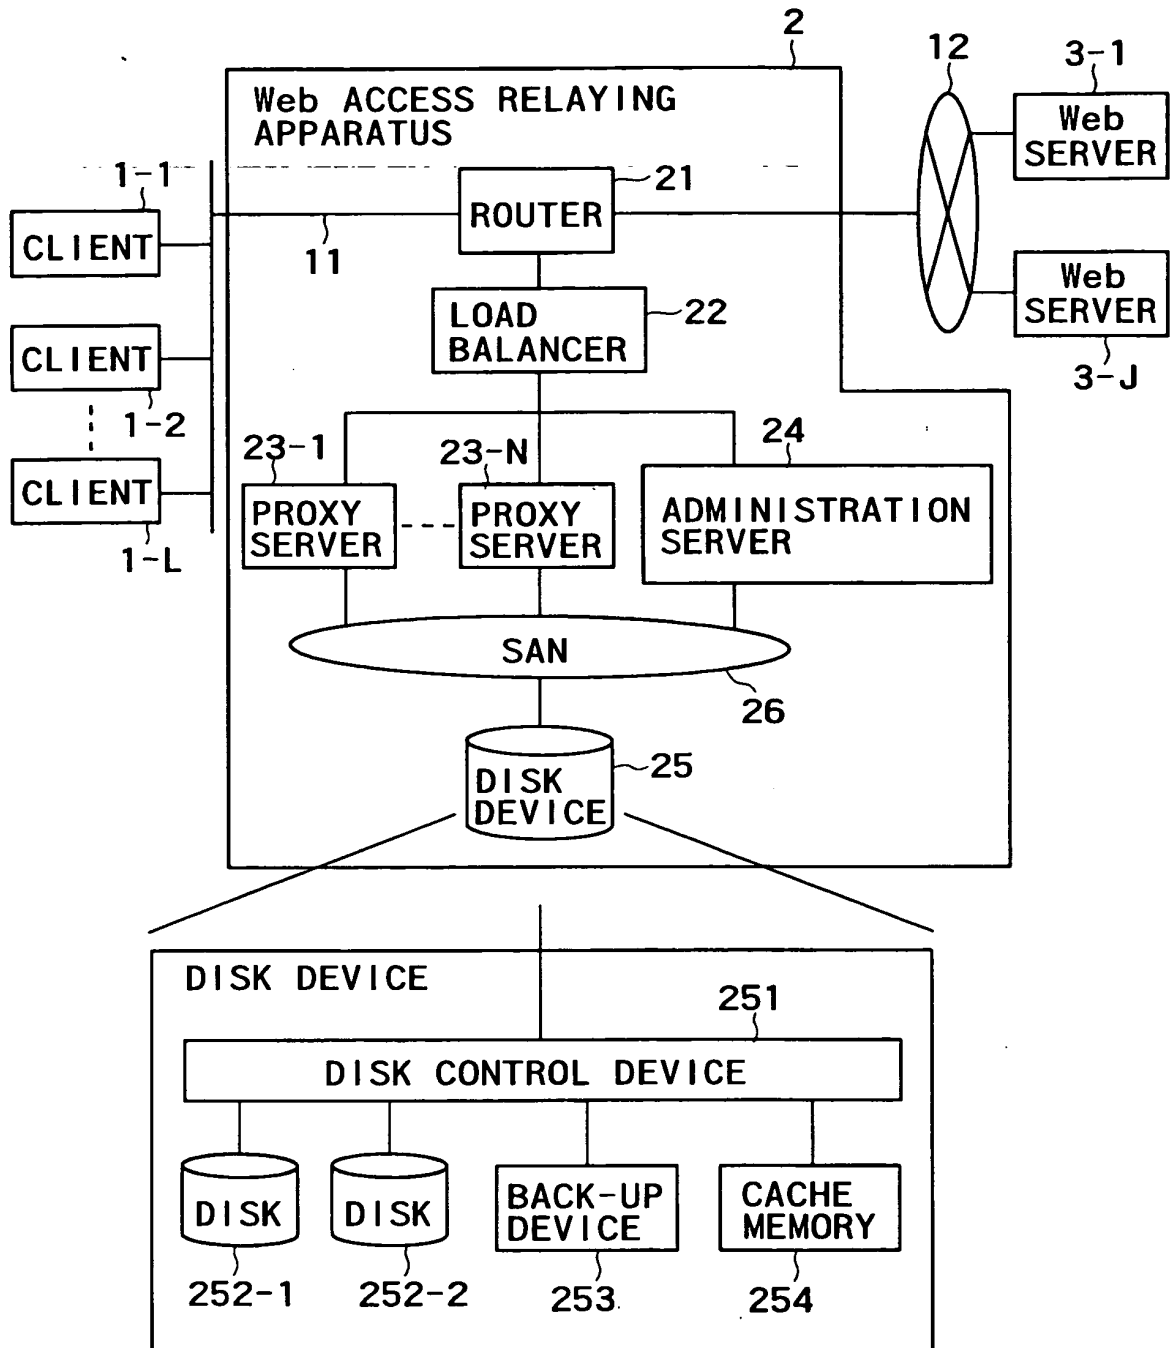 2
12
3-1
Web ACCESS RELAYING
APPARATUS
Web
SERVER
1-1
21
CLIENT
ROUTER
11
Web
SERVER
22
LOAD
BALANCER
CLIENT
3-J
1-2
23-1
23-N
24
CLIENT
PROXY
SERVER
PROXY
SERVER
ADMINISTRATION
SERVER
1-L
SAN
26
25
DISK
DEVICE
DISK DEVICE
251
DISK CONTROL DEVICE
DISK
DISK
BACK-UP
DEVICE
CACHE
MEMORY
252-1
252-2
253
254